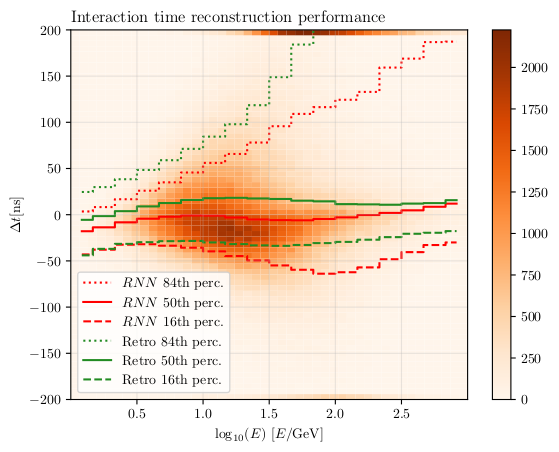 Interaction time reconstruction performance
200
150
100
50
0
−50
−100
−150
−200
Δt[ns]
0.5 1.0 1.5 2.0 2.5
log10(E) [E/GeV]
RNN 84th perc.
RNN 50th perc.
RNN 16th perc.
Retro 84th perc.
Retro 50th perc.
Retro 16th perc.
2000
1750
1500
1250
1000
750
500
250
0